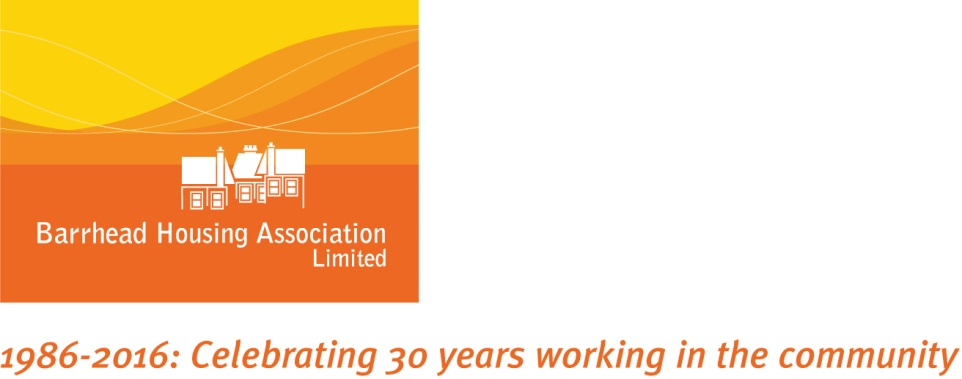 Barrhead Housing Association
Limited
1986-2016: Celebrating 30 years working in the community